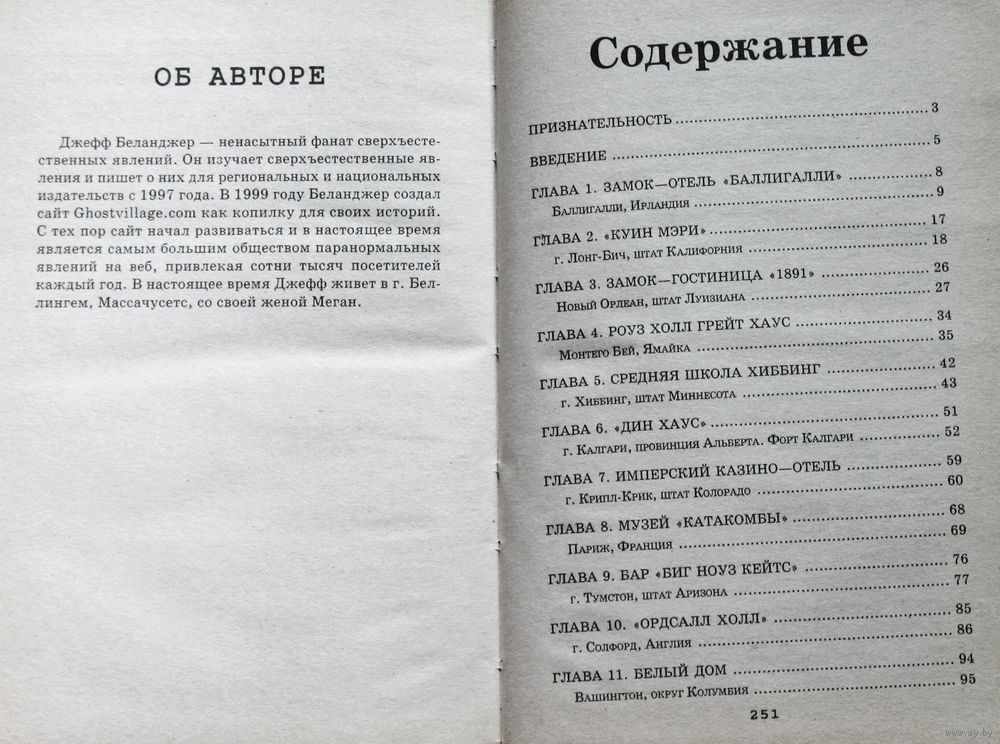 ОБ АВТОРЕ
Джефф Беланджер — ненасытный фанат сверхъесте-
ственных явлений. Он изучает сверхъестественные яв-
ления и пишет о них для региональных и национальных
издательств с 1997 года. В 1999 году Беланджер создал
сайт Ghostvillage.com как копилку для своих историй.
С тех пор сайт начал развиваться и в настоящее время
является самым большим обществом паранормальных
явлений на веб, привлекая сотни тысяч посетителей
каждый год. В настоящее время Джефф живет в г. Бел-
лингем, Массачусетс, со своей женой Меган.
Содержание
ПРИЗНАТЕЛЬНОСТЬ 3
ВВЕДЕНИЕ 5
ГЛАВА 1. ЗАМОК—ОТЕЛЬ «БАЛЛИГАЛЛИ» 8
Баллигалли, Ирландия 9
ГЛАВА 2. «КУИН МЭРИ» 17
г. Лонг-Бич, штат Калифорния 18
ГЛАВА 3. ЗАМОК—ГОСТИНИЦА «1891» 26
Новый Орлеан, штат Луизиана 27
ГЛАВА 4. РОУЗ ХОЛЛ ГРЕЙТ ХАУС 34
Монтего Бей, Ямайка 35
ГЛАВА 5. СРЕДНЯЯ ШКОЛА ХИББИНГ 42
г. Хиббинг, штат Миннесота 43
ГЛАВА 6. «ДИН ХАУС» 51
г. Калгари, провинция Альберта. Форт Калгари 52
ГЛАВА 7. ИМПЕРСКИЙ КАЗИНО—ОТЕЛЬ 59
г. Крипл-Крик, штат Колорадо 60
ГЛАВА 8. МУЗЕЙ «КАТАКОМБЫ» 68
Париж, Франция 69
ГЛАВА 9. БАР «БИГ НОУЗ КЕЙТС» 76
г. Тумстон, штат Аризона 77
ГЛАВА 10. «ОРДСАЛЛ ХОЛЛ» 85
г. Солфорд, Англия 86
ГЛАВА 11. БЕЛЫЙ ДОМ 94
Вашингтон, округ Колумбия 95
251
www.ay.by